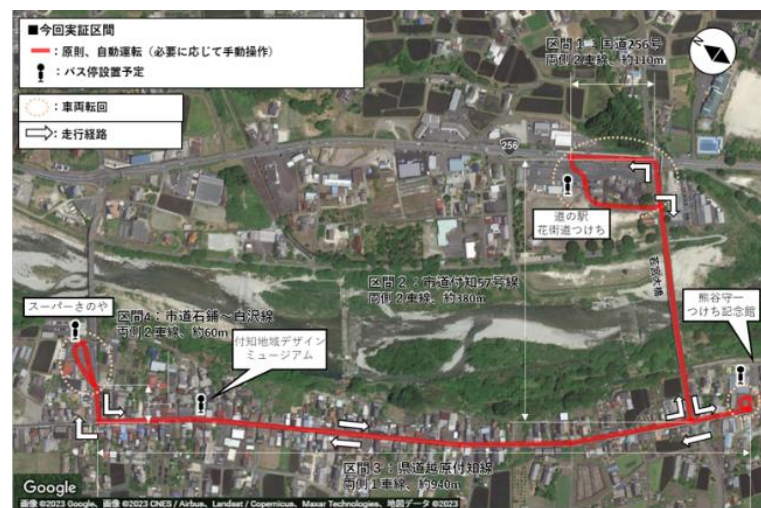 ■今回実証区間
：原則、自動運転（必要に応じて手動操作）
：バス停設置予定
：車両転回
：走行経路
区間１：国道256号
両側２車線、約110m
N
256
道の駅
花街道つけち
若宮大橋
区間２：市道付知57号線
両側２車線、約380m
熊谷守一
つけち記念館
スーパーさのや
区間4：市道石鋪～白沢線
両側２車線、約60m
付知地域デザイン
ミュージアム
区間３：県道越原付知線
両側１車線、約940m
Google
画像 ©2023 Google、画像 ©2023 CNES / Airbus、Landsat / Copernicus、Maxar Technologies、地図データ ©2023